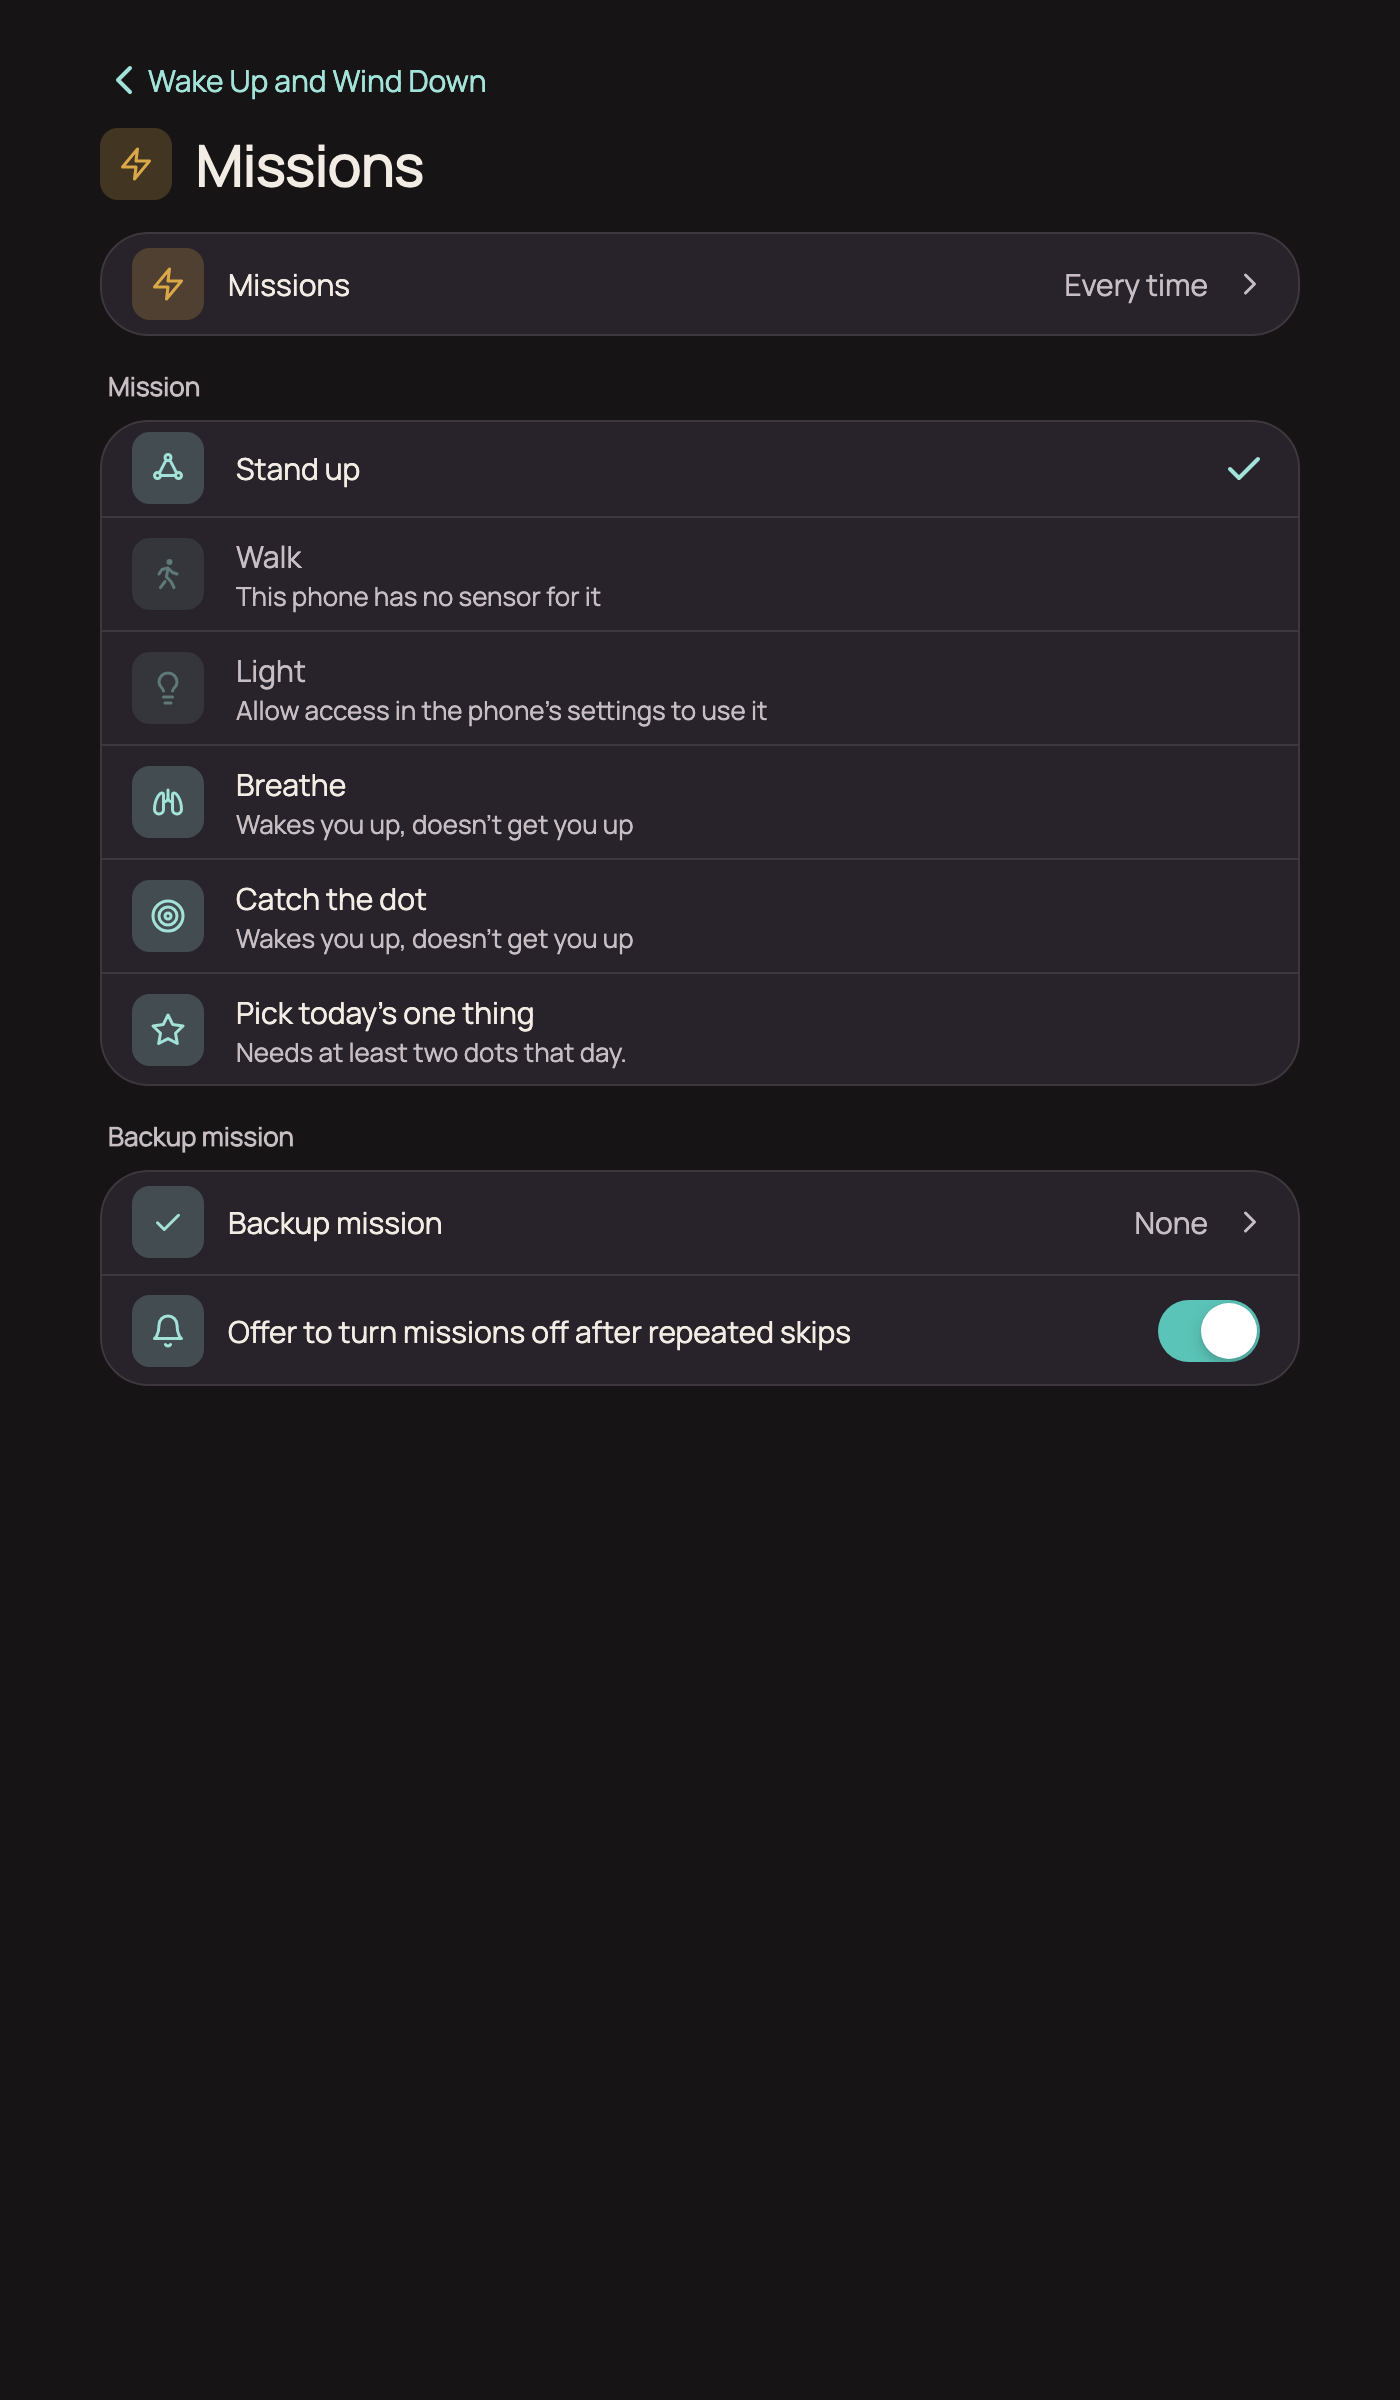 Wake Up and Wind Down
Missions
Missions
Every time
Mission
Stand up
Walk
This phone has no sensor for it
Light
Allow access in the phone’s settings to use it
Breathe
Wakes you up, doesn’t get you up
Catch the dot
Wakes you up, doesn’t get you up
Pick today’s one thing
Needs at least two dots that day.
Backup mission
Backup mission
None
Offer to turn missions off after repeated skips